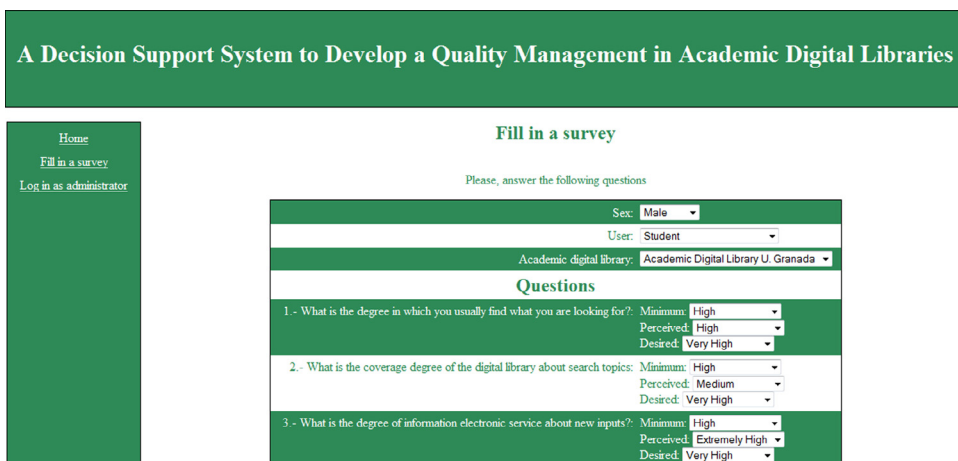 A Decision Support System to Develop a Quality Management in Academic Digital Libraries
Home
Fill in a survey
Log in as administrator
Fill in a survey
Please, answer the following questions
Sex: Male
User: Student
Academic digital library: Academic Digital Library U. Granada
Questions
1.- What is the degree in which you usually find what you are looking for?: Minimum: High
Perceived: High
Desired: Very High
2.- What is the coverage degree of the digital library about search topics: Minimum: High
Perceived: Medium
Desired: Very High
3.- What is the degree of information electronic service about new inputs?: Minimum: High
Perceived: Extremely High
Desired: Very High